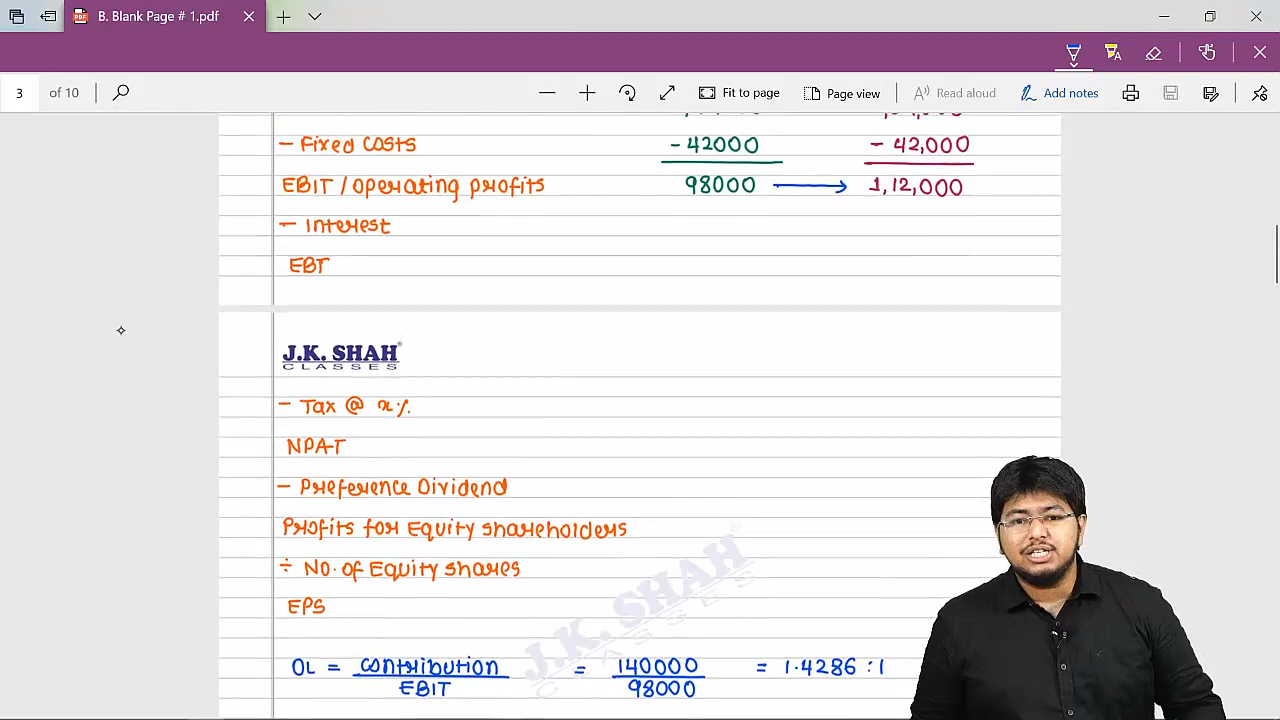 B. Blank Page # 1.pdf
3 of 10 Fit to page Page view Read aloud Add notes
- Fixed costs - 42000 - 42,000
EBIT / operating profits 98000 → 1,12,000
- Interest
EBT
J.K. SHAH®
CLASSES
- Tax @ x%
NPAT
- Preference Dividend
Profits for Equity shareholders
÷ No. of Equity shares
EPS
J.K. SHAH
CLASSES
OL = contribution / EBIT = 140000 / 98000 = 1.4286 : 1